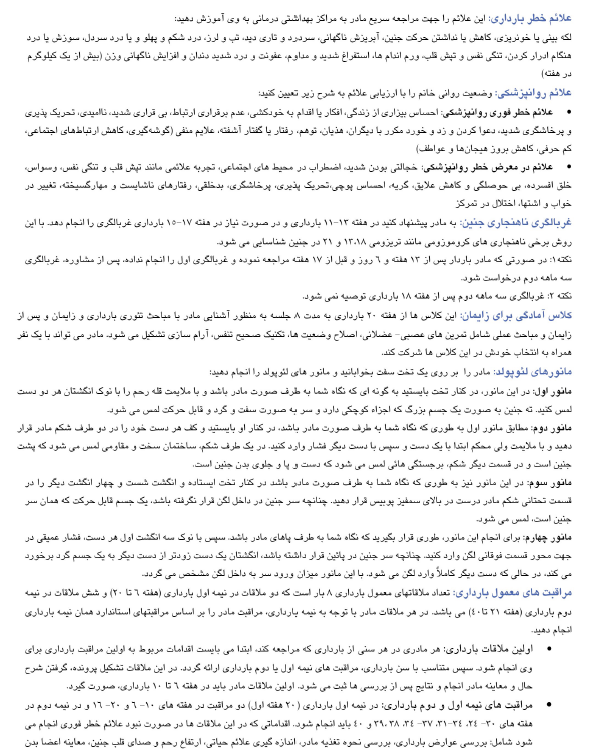 علائم خطر بارداری: این علائم را جهت مراجعه سریع مادر به مراکز بهداشتی درمانی به وی آموزش دهید:
لکه بینی یا خونریزی، کاهش یا نداشتن حرکت جنین، آبریزش ناگهانی، سردرد و تاری دید، تب و لرز، درد شکم و پهلو و یا درد سردل، سوزش یا درد
هنگام ادرار کردن، تنگی نفس و تپش قلب، ورم اندام ها، استفراغ شدید و مداوم، عفونت و درد شدید دندان و افزایش ناگهانی وزن (بیش از یک کیلوگرم
در هفته)
علائم روانپزشکی: وضعیت روانی خانم را با ارزیابی علائم به شرح زیر تعیین کنید:
• علائم خطر فوری روانپزشکی: احساس بیزاری از زندگی، افکار یا اقدام به خودکشی، عدم برقراری ارتباط، بی قراری شدید، ناامیدی، تحریک پذیری
و پرخاشگری شدید، دعوا کردن و زد و خورد مکرر با دیگران، هذیان، توهم، رفتار یا گفتار آشفته، علایم منفی (گوشه‌گیری، کاهش ارتباط‌های اجتماعی،
کم حرفی، کاهش بروز هیجان‌ها و عواطف)
• علائم در معرض خطر روانپزشکی: خجالتی بودن شدید، اضطراب در محیط های اجتماعی، تجربه علائمی مانند تپش قلب و تنگی نفس، وسواس،
خلق افسرده، بی حوصلگی و کاهش علایق، گریه، احساس پوچی،تحریک پذیری، پرخاشگری، بدخلقی، رفتارهای ناشایست و مهارگسیخته، تغییر در
خواب و اشتها، اختلال در تمرکز
غربالگری ناهنجاری جنین: به مادر پیشنهاد کنید در هفته ۱۳-۱۱ بارداری و در صورت نیاز در هفته ۱۷-۱۵ بارداری غربالگری را انجام دهد. با این
روش برخی ناهنجاری های کروموزومی مانند تریزومی ۱۳،۱۸ و ۲۱ در جنین شناسایی می شود.
نکته۱: در صورتی که مادر باردار پس از ۱۳ هفته و ۶ روز و قبل از ۱۷ هفته مراجعه نموده و غربالگری اول را انجام نداده، پس از مشاوره، غربالگری
سه ماهه دوم درخواست شود.
نکته ۲: غربالگری سه ماهه دوم پس از هفته ۱۸ بارداری توصیه نمی شود.
کلاس آمادگی برای زایمان: این کلاس ها از هفته ۲۰ بارداری به مدت ۸ جلسه به منظور آشنایی مادر با مباحث تئوری بارداری و زایمان و پس از
زایمان و مباحث عملی شامل تمرین های عصبی- عضلانی، اصلاح وضعیت ها، تکنیک صحیح تنفس، آرام سازی تشکیل می شود. مادر می تواند با یک نفر
همراه به انتخاب خودش در این کلاس ها شرکت کند.
مانورهای لئوپولد: مادر را بر روی یک تخت سفت بخوابانید و مانور های لئوپولد را انجام دهید:
مانور اول: در این مانور، در کنار تخت بایستید به گونه ای که نگاه شما به طرف صورت مادر باشد و با ملایمت قله رحم را با نوک انگشتان هر دو دست
لمس کنید. ته جنین به صورت یک جسم بزرگ که اجزاء کوچکی دارد و سر به صورت سفت و گرد و قابل حرکت لمس می شود.
مانور دوم: مطابق مانور اول به طوری که نگاه شما به طرف صورت مادر باشد، در کنار او بایستید و کف هر دست خود را در دو طرف شکم مادر قرار
دهید و با ملایمت ولی محکم ابتدا با یک دست و سپس با دست دیگر فشار وارد کنید. در یک طرف شکم، ساختمان سخت و مقاومی لمس می شود که پشت
جنین است و در قسمت دیگر شکم، برجستگی هائی لمس می شود که دست و پا و جلوی بدن جنین است.
مانور سوم: در این مانور نیز به طوری که نگاه شما به طرف صورت مادر باشد در کنار او تخت ایستاده و انگشت شست و چهار انگشت دیگر را در
قسمت تحتانی شکم مادر درست در بالای سمفیز پوبیس قرار دهید. چنانچه سر جنین در داخل لگن قرار نگرفته باشد، یک جسم قابل حرکت که همان سر
جنین است، لمس می شود.
مانور چهارم: برای انجام این مانور، طوری قرار بگیرید که نگاه شما به طرف پاهای مادر باشد. سپس با نوک سه انگشت اول هر دست، فشار عمیقی در
جهت محور قسمت فوقانی لگن وارد کنید. چنانچه سر جنین در پائین قرار داشته باشد، انگشتان یک دست زودتر از دست دیگر به یک جسم گرد برخورد
می کند، در حالی که دست دیگر کاملاً وارد لگن می شود. با این مانور میزان ورود سر به داخل لگن مشخص می گردد.
مراقبت های معمول بارداری: تعداد ملاقاتهای معمول بارداری ۸ بار است که دو ملاقات در نیمه اول بارداری (هفته ۶ تا ۲۰) و شش ملاقات در نیمه
دوم بارداری (هفته ۲۱ تا۴۰) می باشد. در هر ملاقات مادر با توجه به نیمه بارداری، مراقبت مادر را بر اساس مراقبتهای استاندارد همان نیمه بارداری
انجام دهید.
• اولین ملاقات بارداری: هر مادری در هر سنی از بارداری که مراجعه کند، ابتدا می بایست اقدامات مربوط به اولین مراقبت بارداری برای
وی انجام شود. سپس متناسب با سن بارداری، مراقبت های نیمه اول یا دوم بارداری ارائه گردد. در این ملاقات تشکیل پرونده، گرفتن شرح
حال و معاینه مادر انجام و نتایج پس از بررسی ها ثبت می شود. اولین ملاقات مادر باید در هفته ۶ تا ۱۰ بارداری، صورت گیرد.
• مراقبت های نیمه اول و دوم بارداری: در نیمه اول بارداری ( ۲۰ هفته اول) دو مراقبت در هفته های ۱۰- ۶ و ۲۰- ۱۶ و در نیمه دوم در
هفته های ۳۰- ۲۴، ۳۴-۳۱، ۳۷- ۳۵، ۳۸، ۳۹ و ۴۰ باید انجام شود. اقداماتی که در این ملاقات ها در صورت نبود علائم خطر فوری انجام می
شود شامل: بررسی عوارض بارداری، بررسی نحوه تغذیه مادر، اندازه گیری علائم حیاتی، ارتفاع رحم و صدای قلب جنین، معاینه اعضا بدن